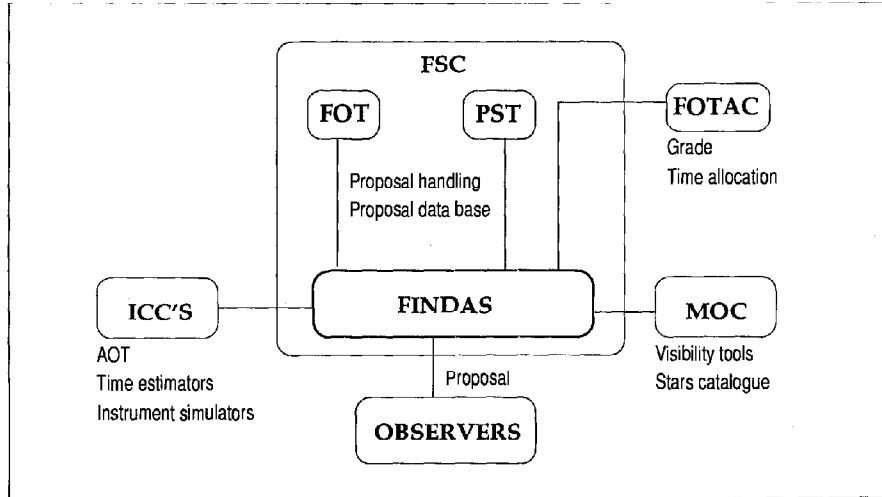 FSC
FOT
PST
FOTAC
Grade
Time allocation
Proposal handling
Proposal data base
ICC'S
FINDAS
MOC
AOT
Time estimators
Instrument simulators
Visibility tools
Stars catalogue
Proposal
OBSERVERS